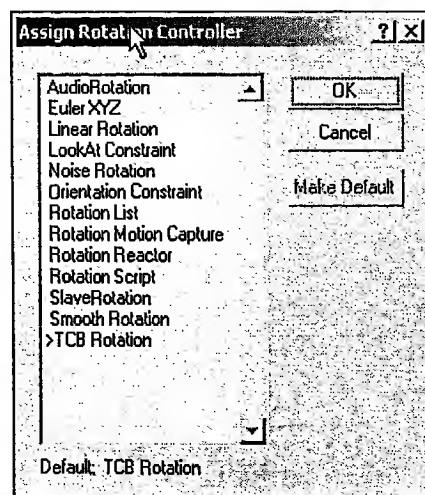 Assign Rotation Controller ? X
AudioRotation
Euler XYZ
Linear Rotation
LookAt Constraint
Noise Rotation
Orientation Constraint
Rotation List
Rotation Motion Capture
Rotation Reactor
Rotation Script
SlaveRotation
Smooth Rotation
>TCB Rotation
OK
Cancel
Make Default
Default: TCB Rotation